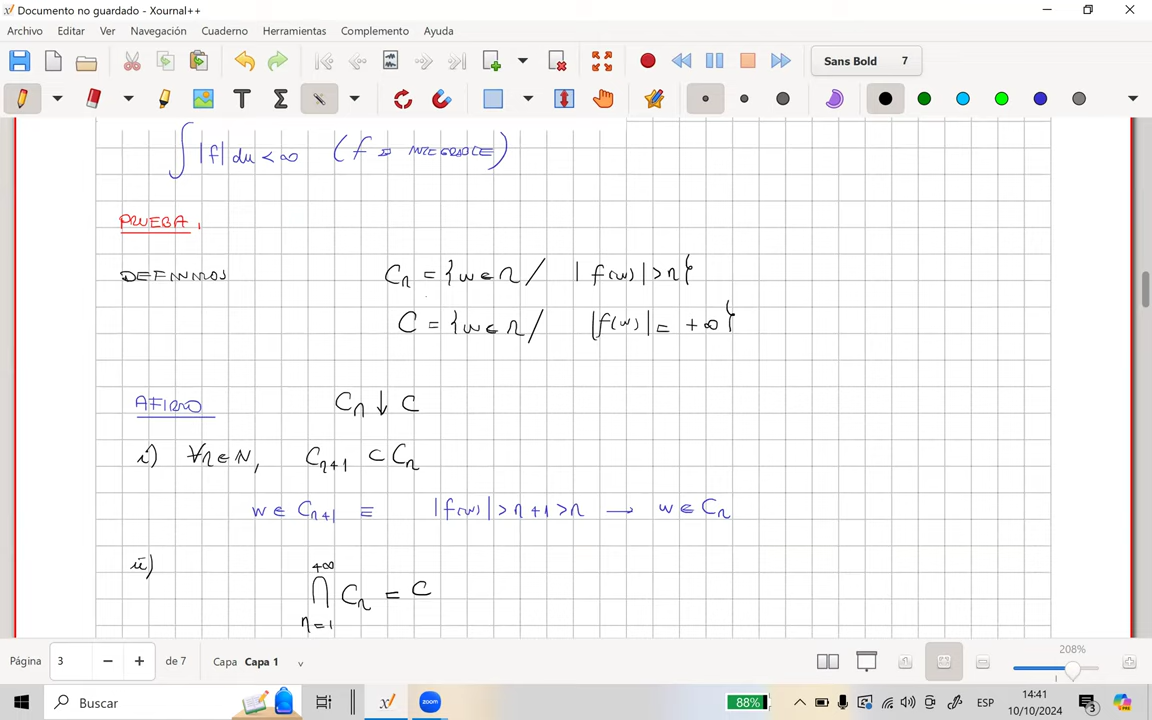 Documento no guardado - Xournal++
Archivo Editar Ver Navegación Cuaderno Herramientas Complemento Ayuda
Sans Bold 7
∫ |f| du < ∞ (f INTEGRABLE)
PRUEBA.
DEFINIMOS Cₙ = {w ∈ Ω / |f(w)| > n}
C = {w ∈ Ω / |f(w)| = +∞}
AFIRMO Cₙ ↓ C
i) ∀n ∈ N, Cₙ₊₁ ⊂ Cₙ
w ∈ Cₙ₊₁ ≡ |f(w)| > n+1 > n → w ∈ Cₙ
ii)
+∞
⋂ Cₙ = C
n=1
Página 3 de 7 Capa Capa 1 208%
Buscar 88% ESP 14:41
10/10/2024 3